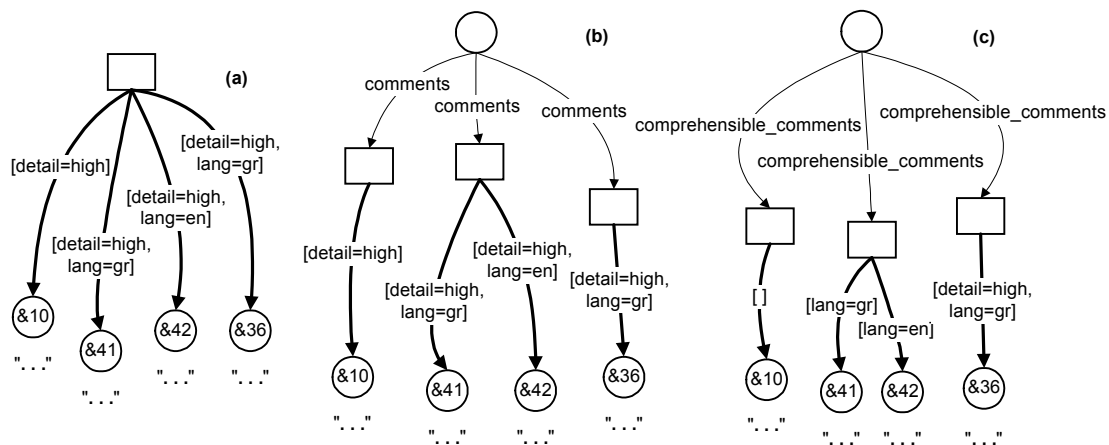 (a)
[detail=high]
[detail=high,
lang=gr]
[detail=high,
lang=en]
[detail=high,
lang=gr]
&10
&41
&42
&36
". . ."
". . ."
". . ."
". . ."
(b)
comments
comments
comments
[detail=high]
[detail=high,
lang=gr]
[detail=high,
lang=en]
[detail=high,
lang=gr]
&10
&41
&42
&36
". . ."
". . ."
". . ."
". . ."
(c)
comprehensible_comments
comprehensible_comments
comprehensible_comments
[ ]
[lang=gr]
[lang=en]
[detail=high,
lang=gr]
&10
&41
&42
&36
". . ."
". . ."
". . ."
". . ."